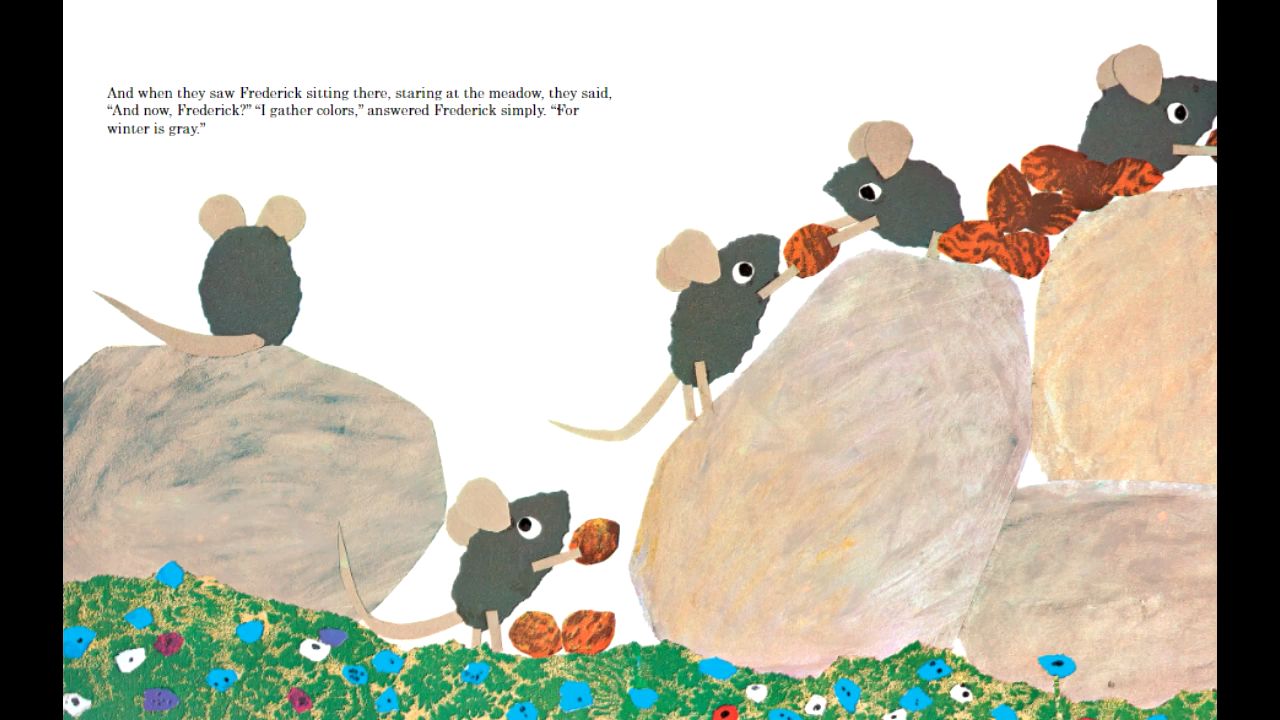 And when they saw Frederick sitting there, staring at the meadow, they said,
“And now, Frederick?” “I gather colors,” answered Frederick simply. “For
winter is gray.”